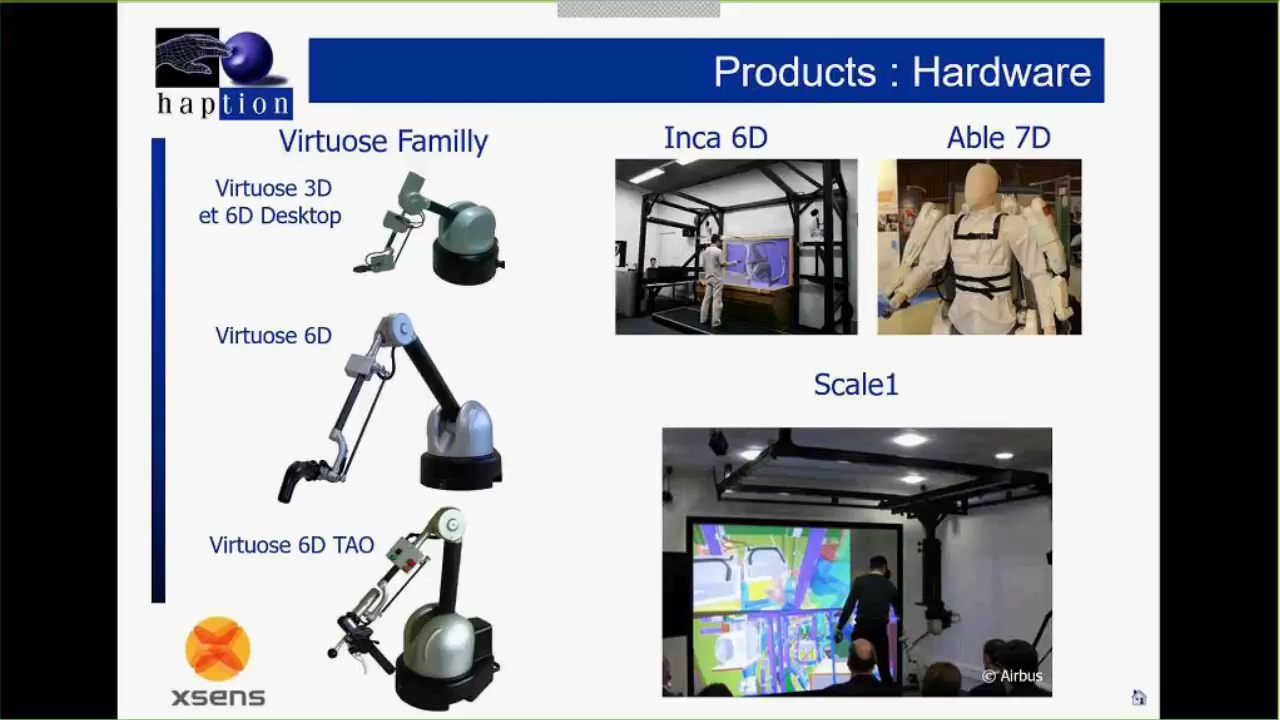 Products : Hardware
haption
Virtuose Familly
Virtuose 3D
et 6D Desktop
Virtuose 6D
Virtuose 6D TAO
xsens
Inca 6D
Able 7D
Scale1
© Airbus